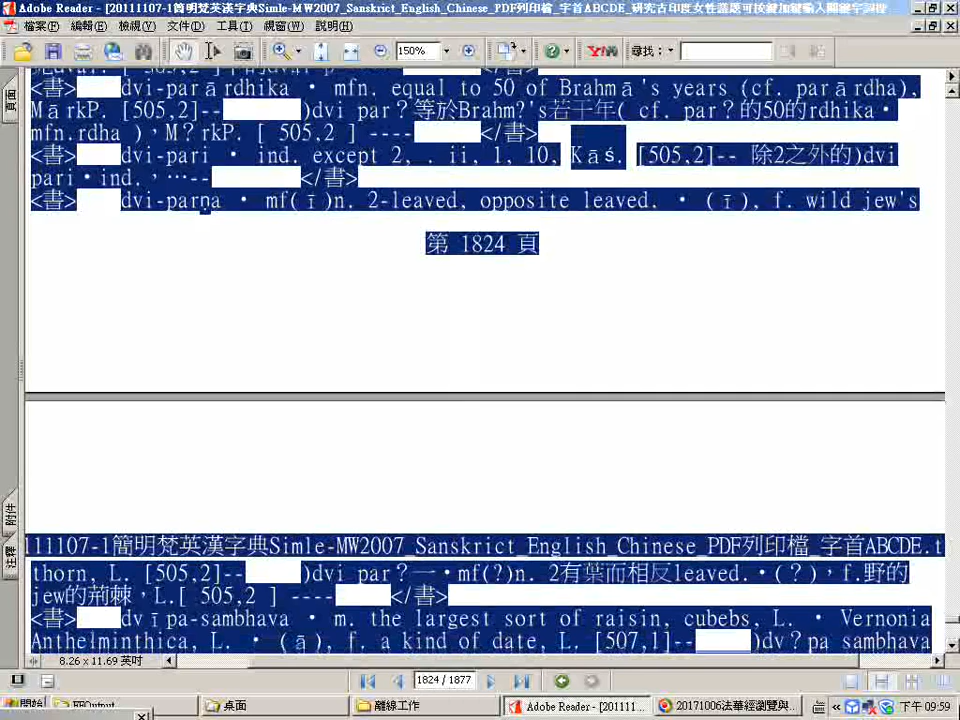 Adobe Reader - [20111107-1簡明梵英漢字典Simle-MW2007_Sanskrict_English_Chinese_PDF列印檔_字首ABCDE_研究古印度女性議題可按鍵加鍵輸入關鍵字詞搜
檔案(F) 編輯(E) 檢視(V) 文件(D) 工具(T) 視窗(W) 說明(H)
150% 尋找:
頁面
<書> dvi-parārdhika ‧ mfn. equal to 50 of Brahmā's years (cf. parārdha),
MārkP. [505,2]-- )dvi par？等於Brahm?'s若干年( cf. par？的50的rdhika‧
mfn.rdha )，M？rkP. [ 505,2 ] ---- </書>
<書> dvi-pari ‧ ind. except 2, . ii, 1, 10, Kāś. [505,2]-- 除2之外的)dvi
pari‧ind.，…-- </書>
<書> dvi-parṇa ‧ mf(ī)n. 2-leaved, opposite leaved. ‧ (ī), f. wild jew's
第 1824 頁
附件
注釋
111107-1簡明梵英漢字典Simle-MW2007_Sanskrict_English_Chinese_PDF列印檔_字首ABCDE.t
thorn, L. [505,2]-- )dvi par？一‧mf(?)n. 2有葉而相反leaved.‧(？)，f.野的
jew的荊棘，L.[ 505,2 ] ---- </書>
<書> dvīpa-sambhava ‧ m. the largest sort of raisin, cubebs, L. ‧ Vernonia
Anthelminthica, L. ‧ (ā), f. a kind of date, L. [507,1]-- )dv？pa sambhava
8.26 x 11.69 英吋
1824 / 1877
開始 EEOutput 桌面 離線工作 Adobe Reader - [201111... 20171006法華經瀏覽與... 下午 09:59